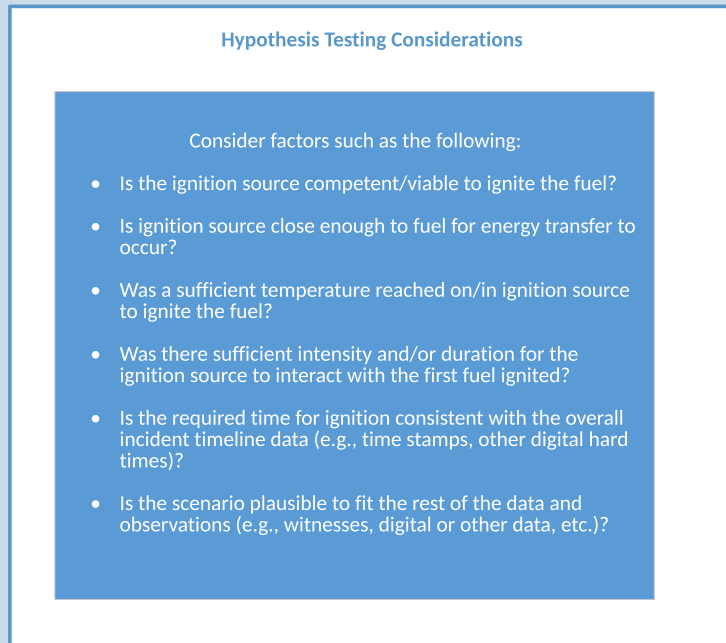 Hypothesis Testing Considerations
Consider factors such as the following:
• Is the ignition source competent/viable to ignite the fuel?
• Is ignition source close enough to fuel for energy transfer to
occur?
• Was a sufficient temperature reached on/in ignition source
to ignite the fuel?
• Was there sufficient intensity and/or duration for the
ignition source to interact with the first fuel ignited?
• Is the required time for ignition consistent with the overall
incident timeline data (e.g., time stamps, other digital hard
times)?
• Is the scenario plausible to fit the rest of the data and
observations (e.g., witnesses, digital or other data, etc.)?